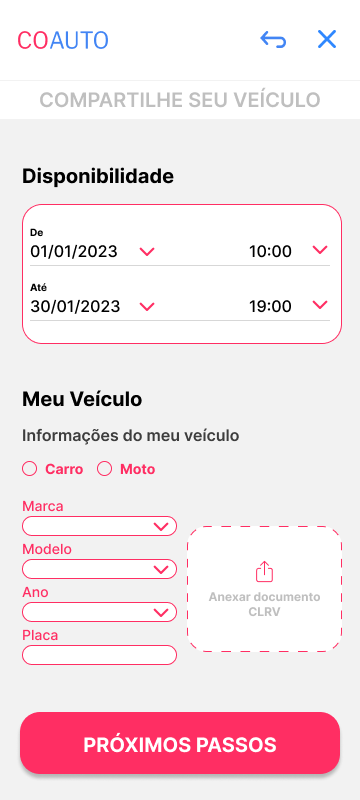 COAUTO
COMPARTILHE SEU VEÍCULO
Disponibilidade
De
01/01/2023 10:00
Até
30/01/2023 19:00
Meu Veículo
Informações do meu veículo
Carro Moto
Marca
Modelo
Ano
Placa
Anexar documento
CLRV
PRÓXIMOS PASSOS